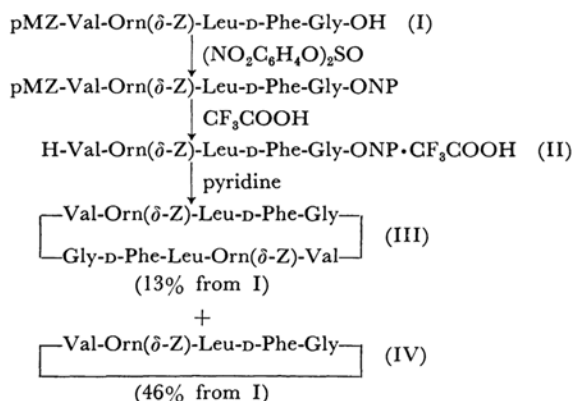 pMZ-Val-Orn(δ-Z)-Leu-D-Phe-Gly-OH (I)
(NO₂C₆H₄O)₂SO
pMZ-Val-Orn(δ-Z)-Leu-D-Phe-Gly-ONP
CF₃COOH
H-Val-Orn(δ-Z)-Leu-D-Phe-Gly-ONP·CF₃COOH (II)
pyridine
Val-Orn(δ-Z)-Leu-D-Phe-Gly
(III)
Gly-D-Phe-Leu-Orn(δ-Z)-Val
(13% from I)
+
Val-Orn(δ-Z)-Leu-D-Phe-Gly
(IV)
(46% from I)